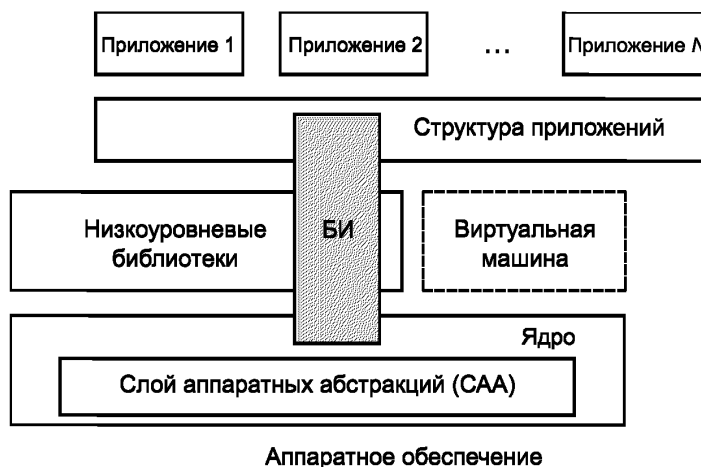 Приложение 1 Приложение 2 ... Приложение N
Структура приложений
Низкоуровневые
библиотеки
БИ
Виртуальная
машина
Ядро
Слой аппаратных абстракций (САА)
Аппаратное обеспечение